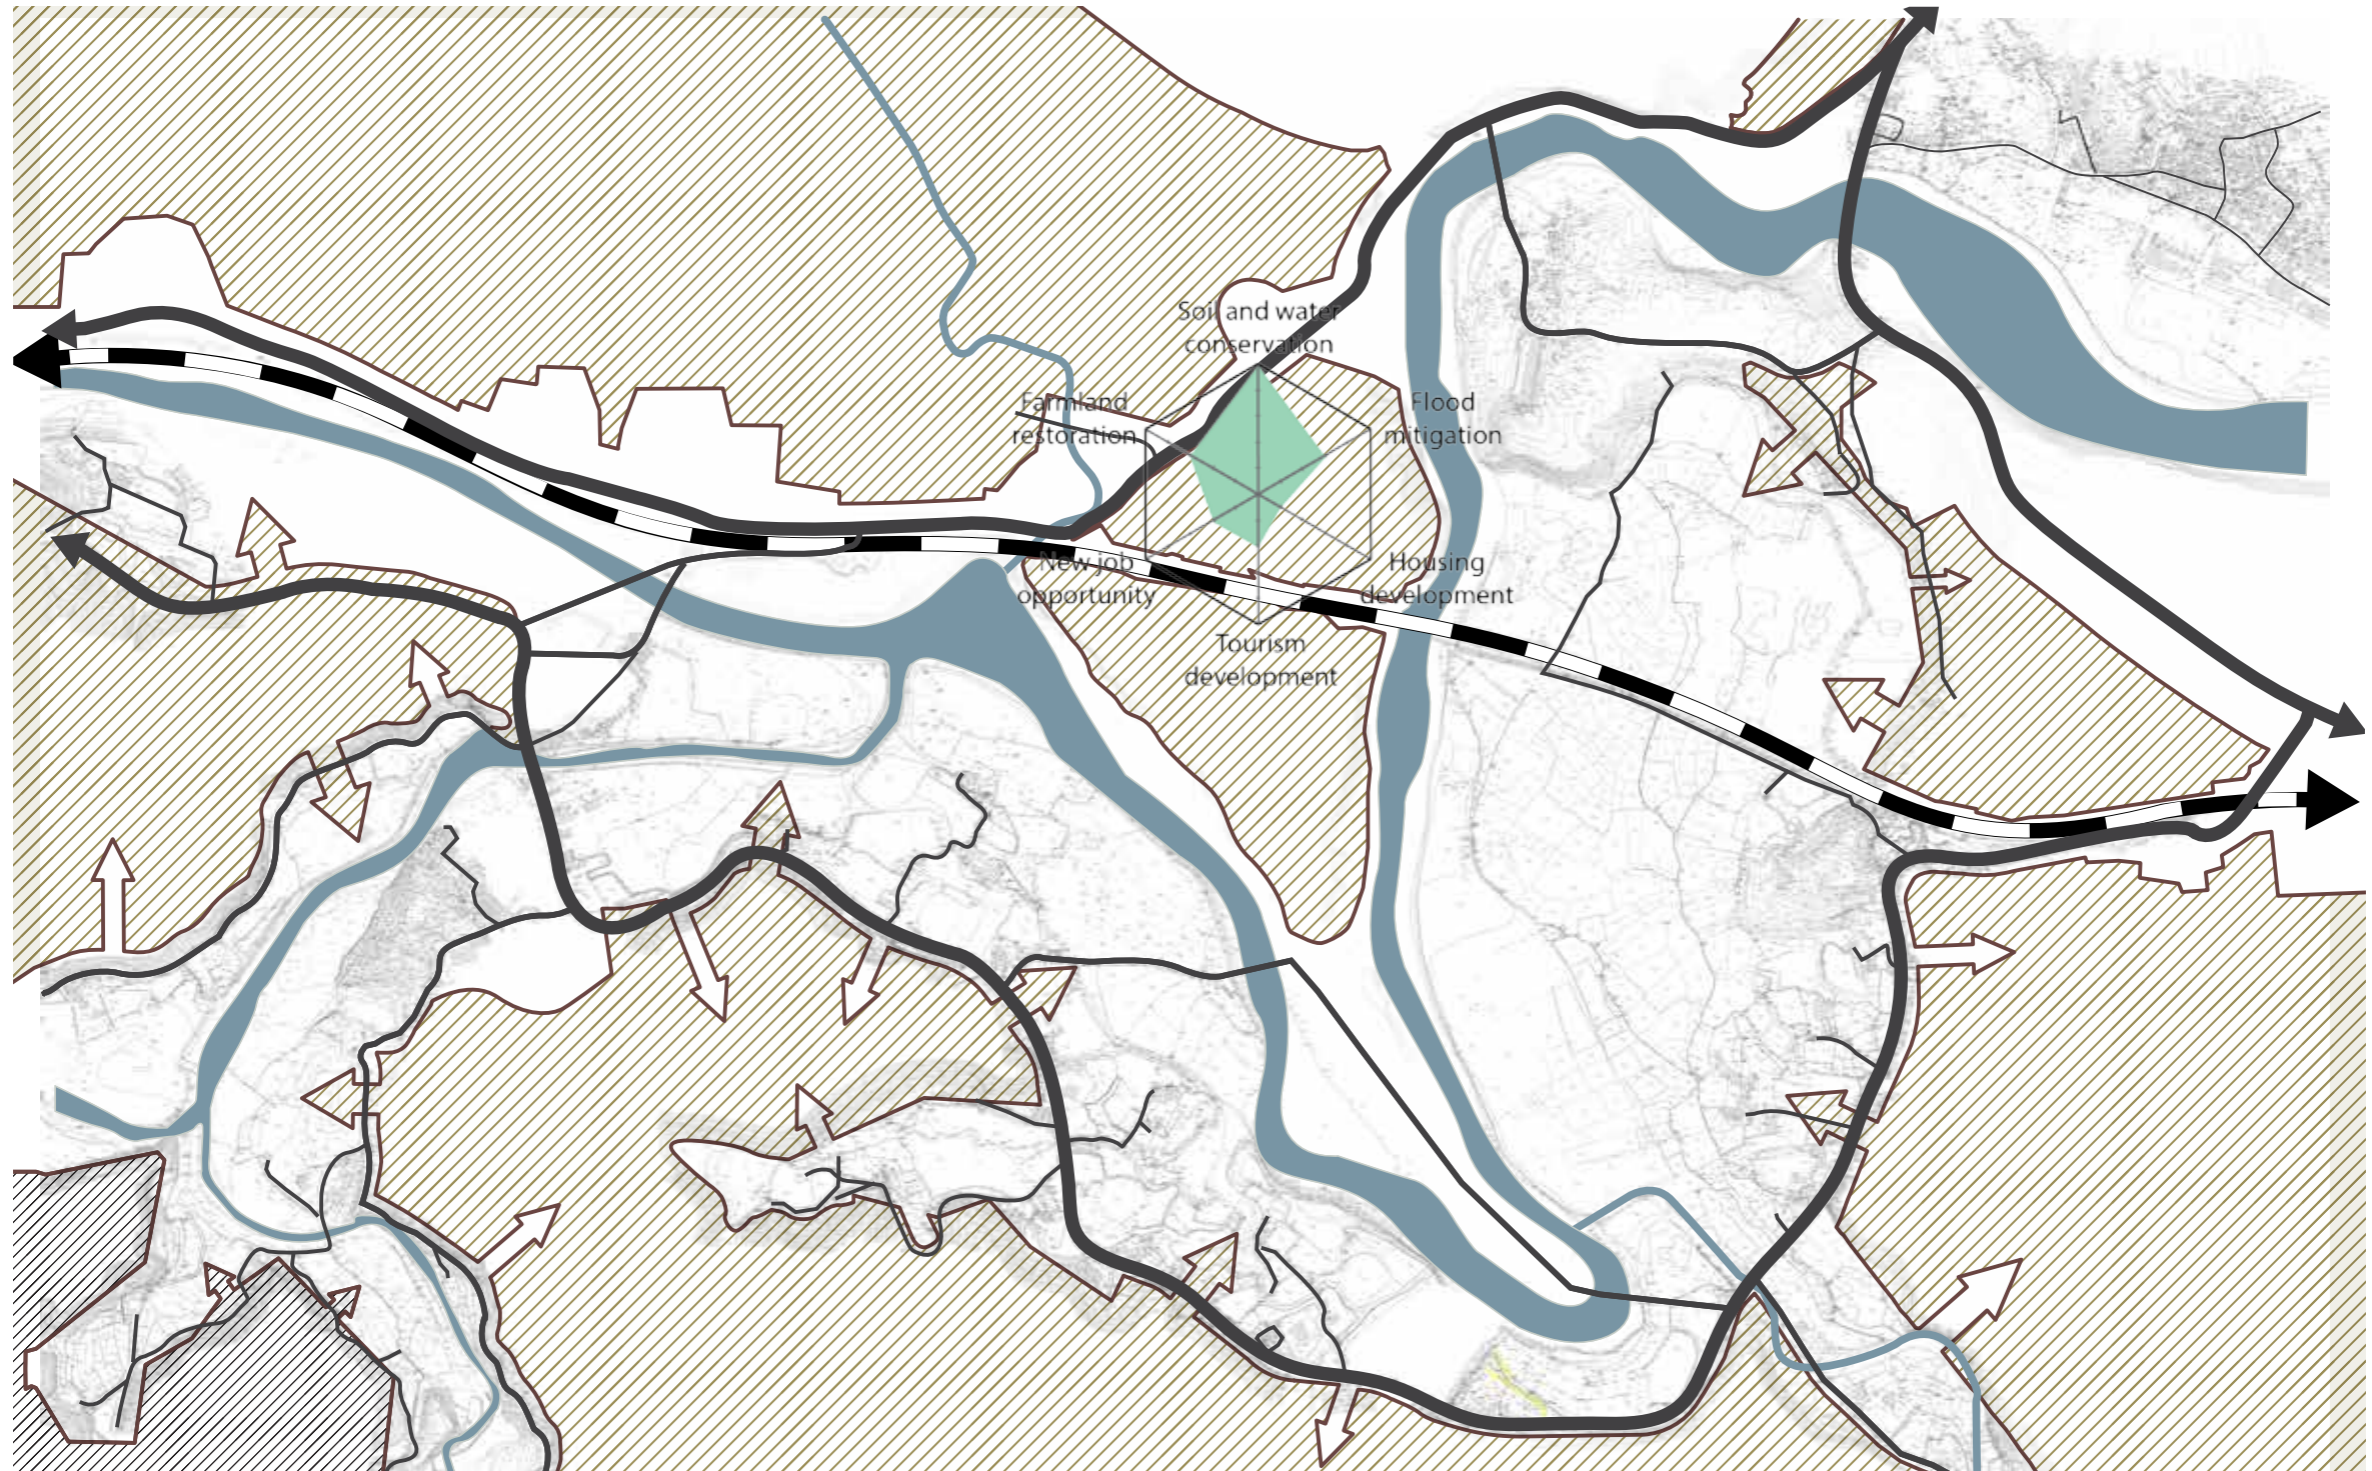 Soil and water
conservation
Farmland
restoration
Flood
mitigation
New job
opportunity
Housing
development
Tourism
development